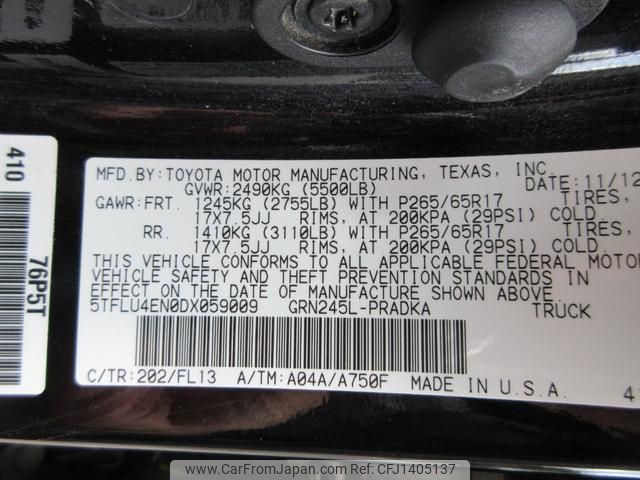 MFD.BY:TOYOTA MOTOR MANUFACTURING, TEXAS, INC.
GVWR:2490KG (5500LB) DATE:11/12
GAWR:FRT. 1245KG (2755LB) WITH P265/65R17 TIRES,
17X7.5JJ RIMS, AT 200KPA (29PSI) COLD.
RR. 1410KG (3110LB) WITH P265/65R17 TIRES,
17X7.5JJ RIMS, AT 200KPA (29PSI) COLD.
THIS VEHICLE CONFORMS TO ALL APPLICABLE FEDERAL MOTOR
VEHICLE SAFETY AND THEFT PREVENTION STANDARDS IN
EFFECT ON THE DATE OF MANUFACTURE SHOWN ABOVE.
5TFLU4EN0DX059009 GRN245L-PRADKA TRUCK
C/TR:202/FL13 A/TM:A04A/A750F MADE IN U.S.A. 41
410
76P5T
www.CarFromJapan.com Stock ID: CFJ1405137